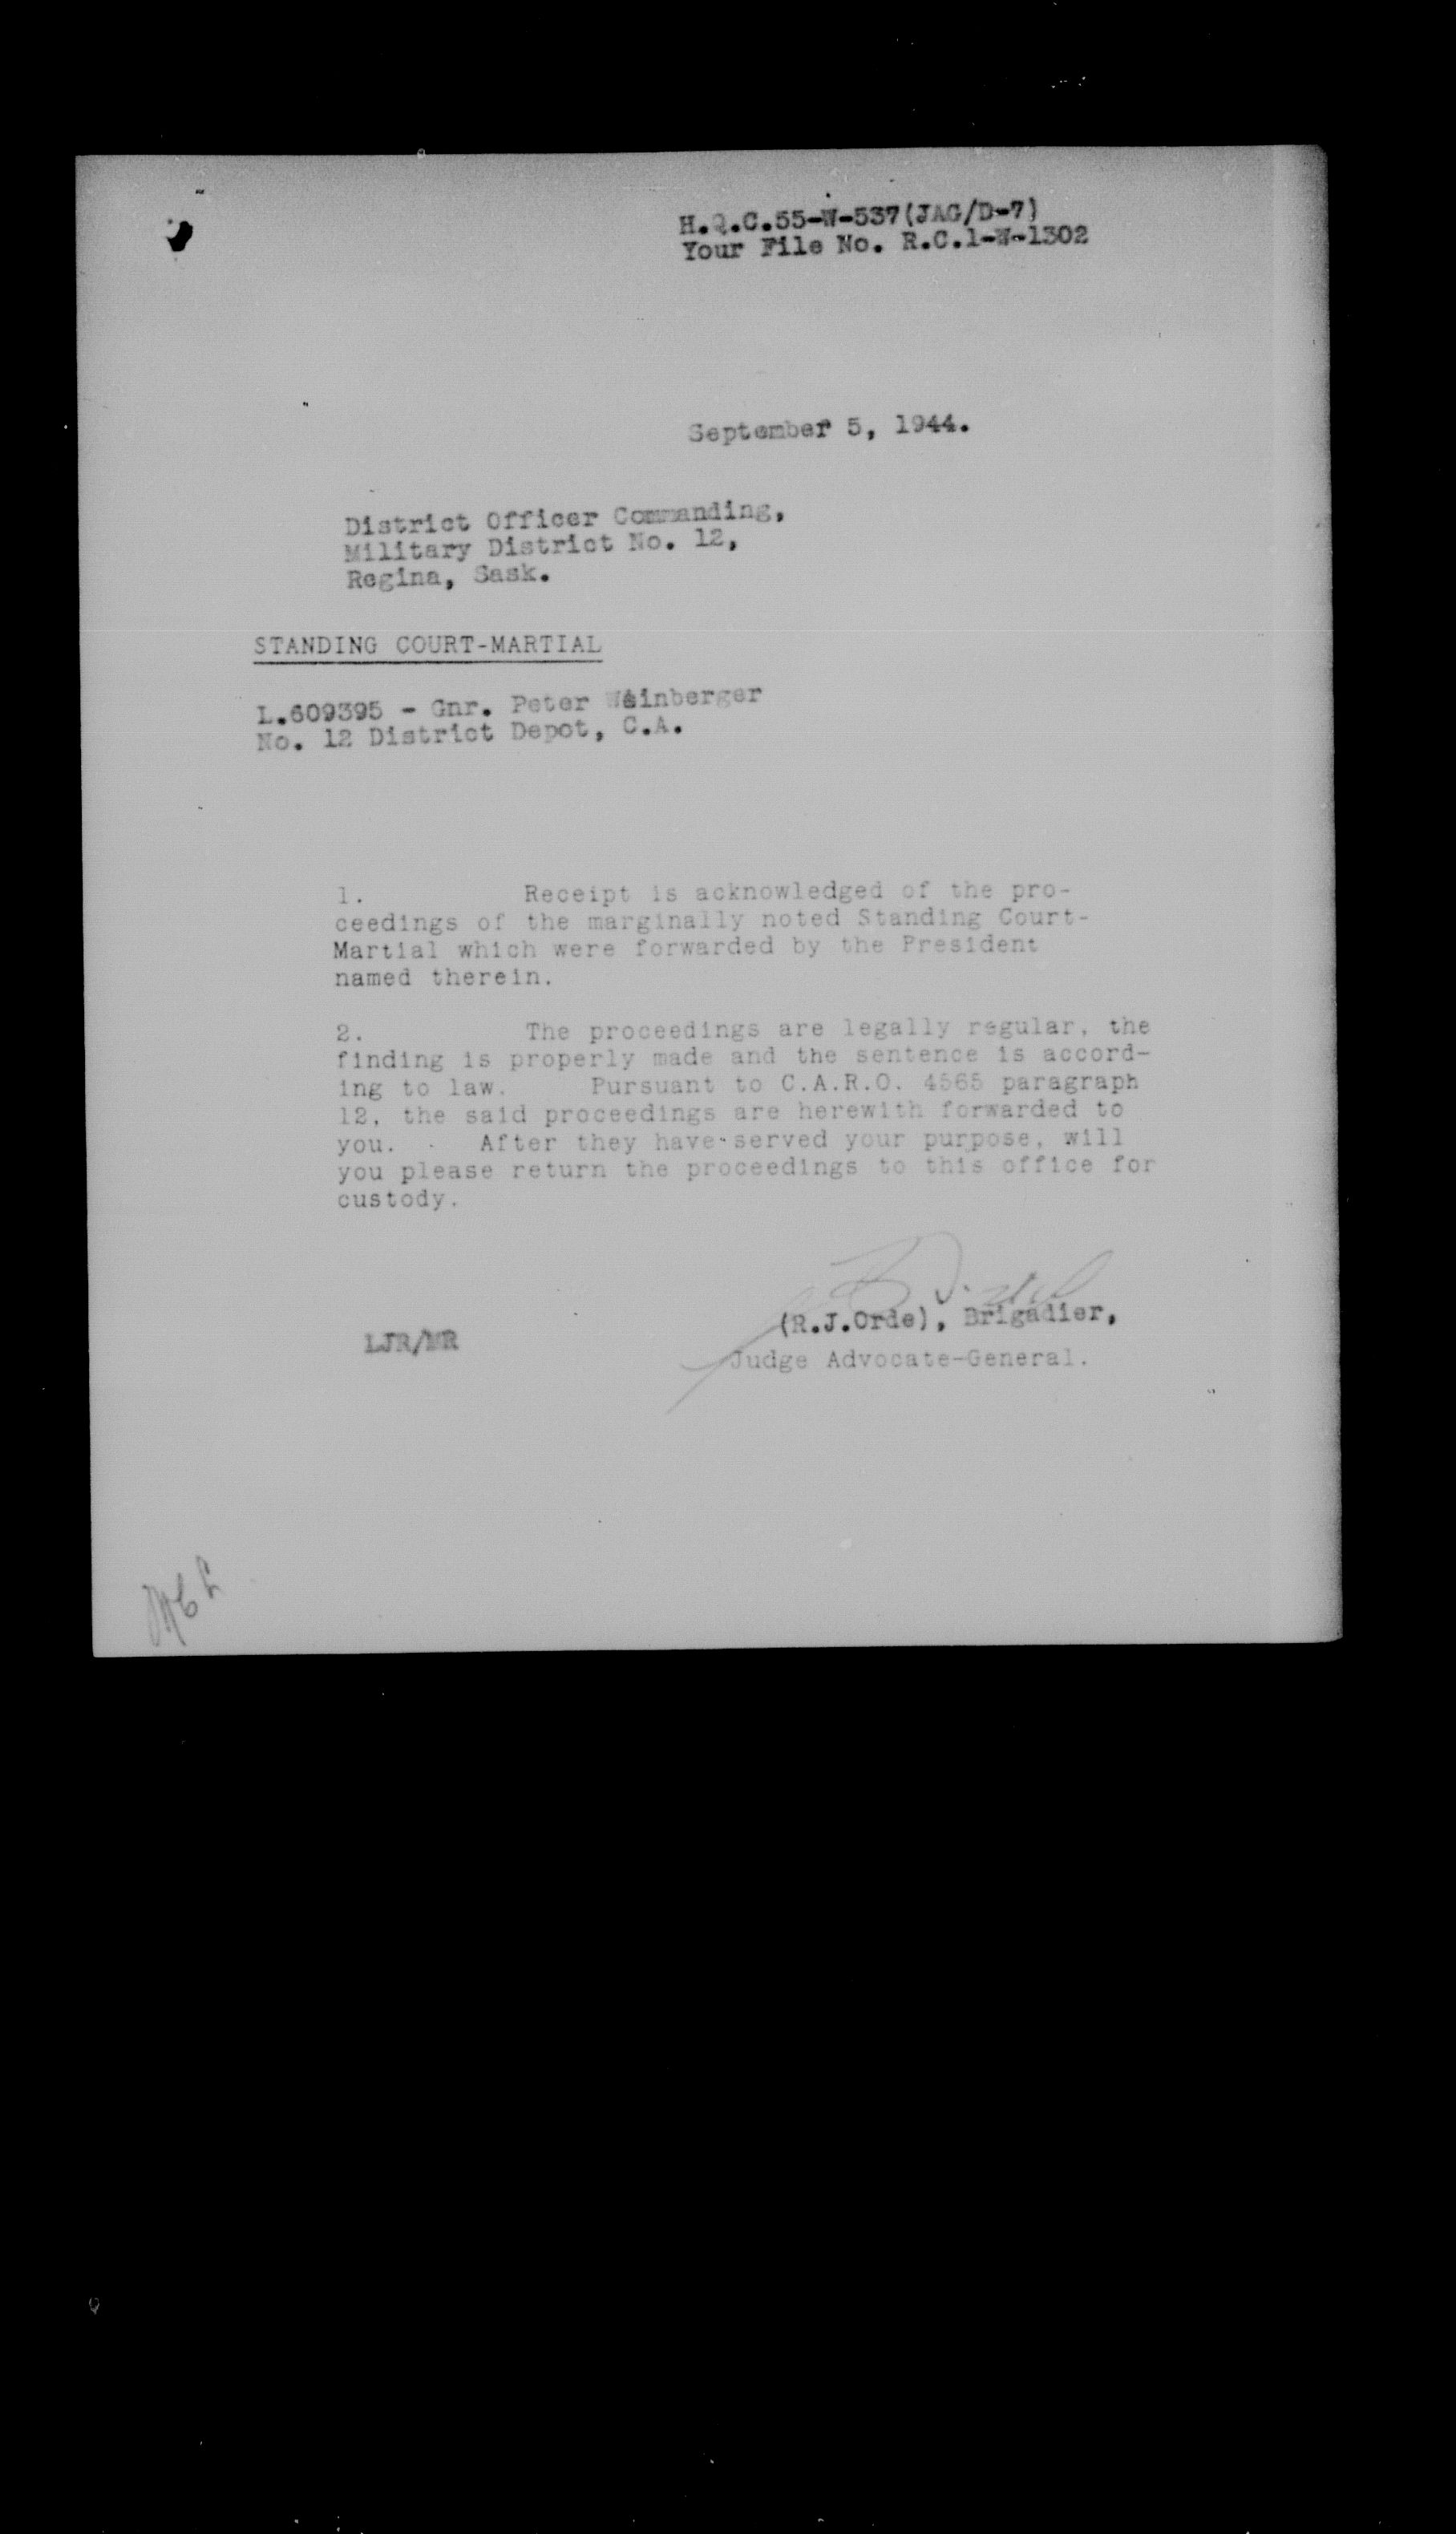 H.Q.C.55-W-537(JAG/D-7)
Your File No. R.C.1-W-1302
September 5, 1944.
District Officer Commanding,
Military District No. 12,
Regina, Sask.
STANDING COURT-MARTIAL
L.609395 - Gnr. Peter Weinberger
No. 12 District Depot, C.A.
1. Receipt is acknowledged of the pro-
ceedings of the marginally noted Standing Court-
Martial which were forwarded by the President
named therein.
2. The proceedings are legally regular, the
finding is properly made and the sentence is accord-
ing to law. Pursuant to C.A.R.O. 4565 paragraph
12, the said proceedings are herewith forwarded to
you. After they have served your purpose, will
you please return the proceedings to this office for
custody.
(R.J.Orde), Brigadier,
LJR/MR
Judge Advocate-General.